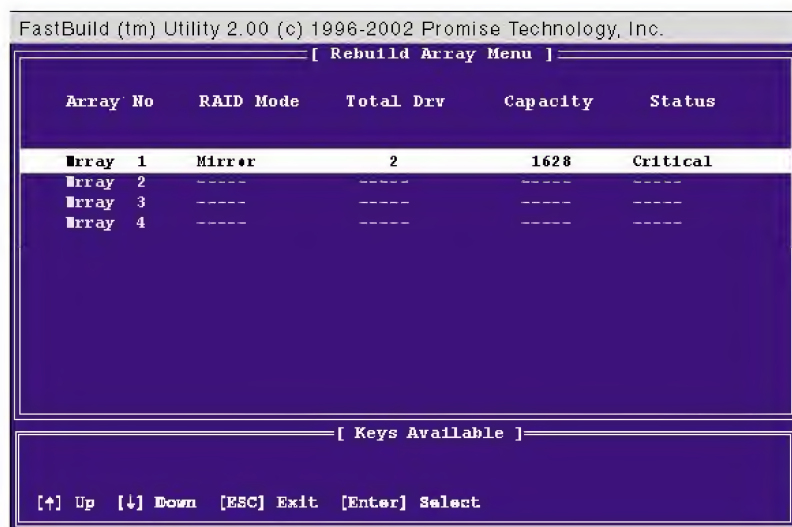 FastBuild (tm) Utility 2.00 (c) 1996-2002 Promise Technology, Inc.
[ Rebuild Array Menu ]
Array No RAID Mode Total Drv Capacity Status
Array 1 Mirror 2 1628 Critical
Array 2 ----- ----- ----- -----
Array 3 ----- ----- ----- -----
Array 4 ----- ----- ----- -----
[ Keys Available ]
[↑] Up [↓] Down [ESC] Exit [Enter] Select